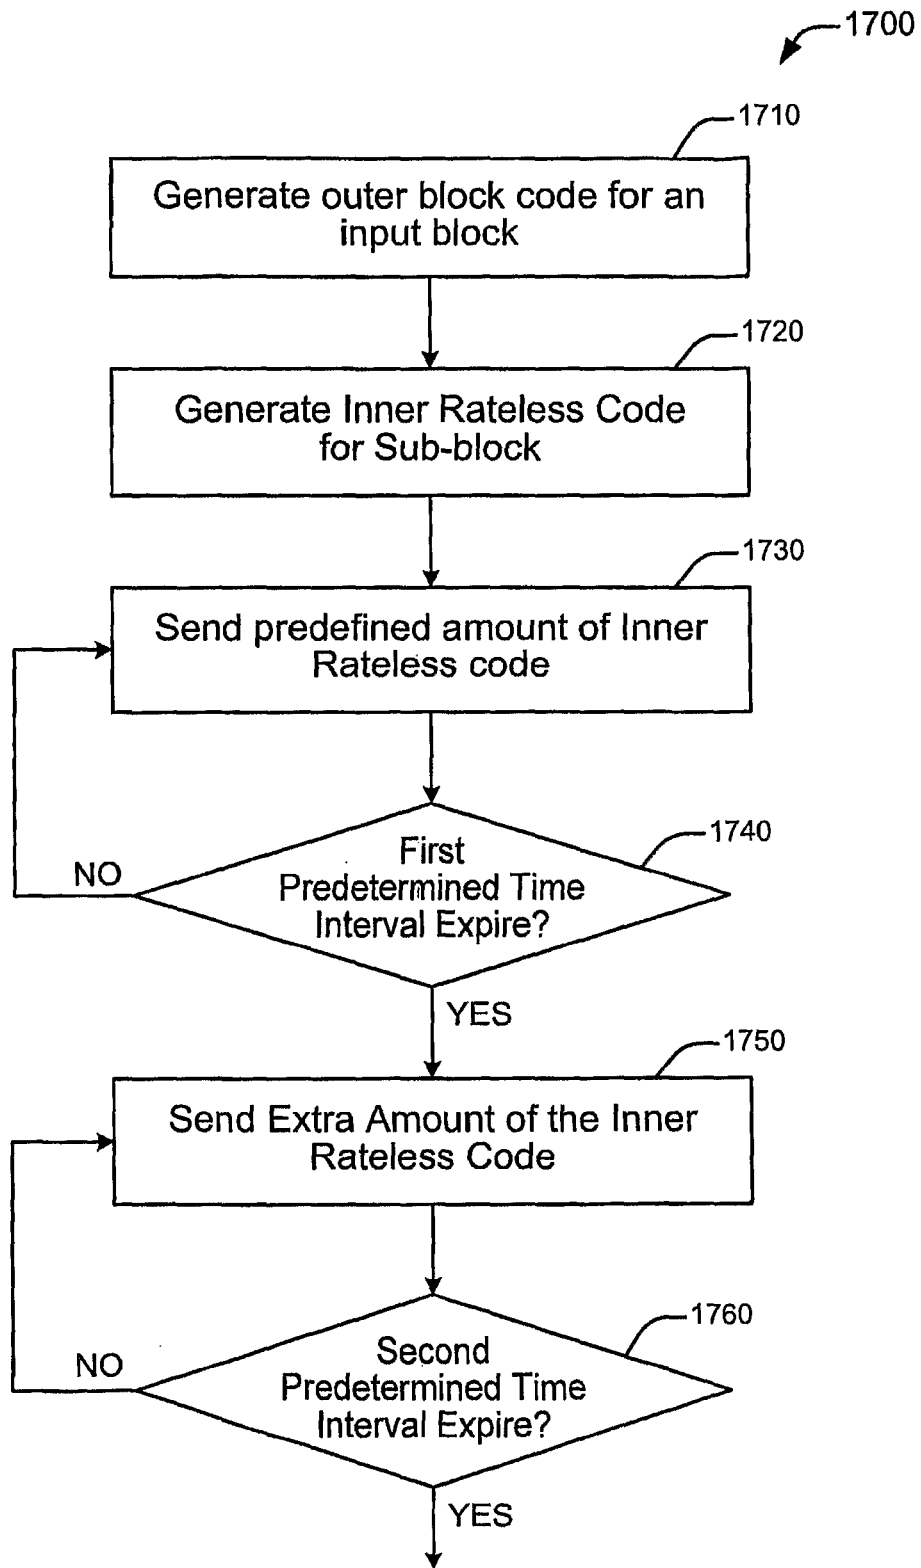 1700
1710
Generate outer block code for an
input block
1720
Generate Inner Rateless Code
for Sub-block
1730
Send predefined amount of Inner
Rateless code
1740
First
Predetermined Time
Interval Expire?
NO
YES
1750
Send Extra Amount of the Inner
Rateless Code
1760
Second
Predetermined Time
Interval Expire?
NO
YES